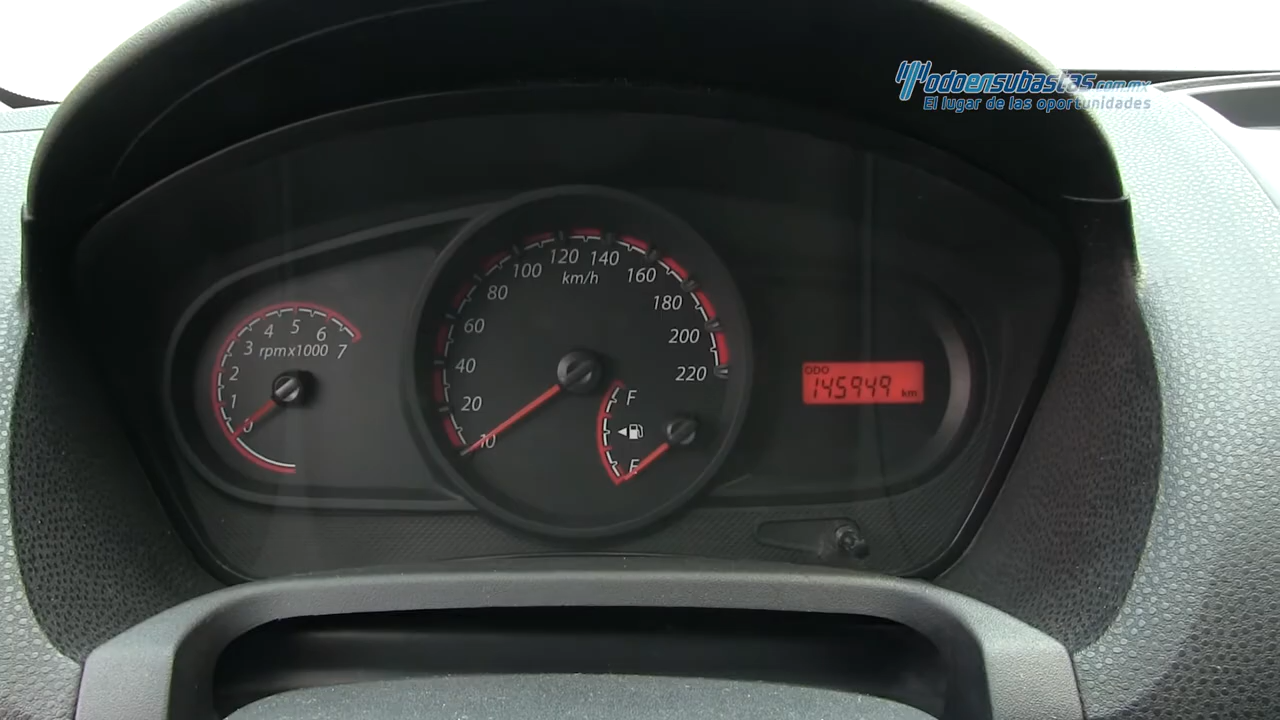 Todoensubastas.com.mx
El lugar de las oportunidades
0
1
2
3
4
5
6
7
rpmx1000
0
20
40
60
80
100
120
140
160
180
200
220
km/h
F
E
ODO
145949 km